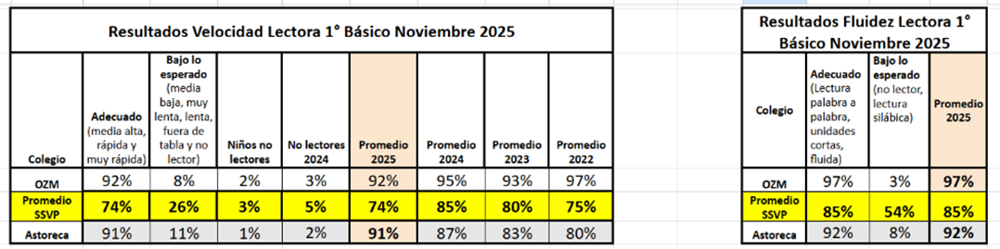 Resultados Velocidad Lectora 1° Básico Noviembre 2025
Colegio
Adecuado
(media alta,
rápida y
muy rápida)
Bajo lo
esperado
(media
baja, muy
lenta, lenta,
fuera de
tabla y no
lector)
Niños no
lectores
No lectores
2024
Promedio
2025
Promedio
2024
Promedio
2023
Promedio
2022
OZM 92% 8% 2% 3% 92% 95% 93% 97%
Promedio
SSVP
74% 26% 3% 5% 74% 85% 80% 75%
Astoreca 91% 11% 1% 2% 91% 87% 83% 80%
Resultados Fluidez Lectora 1°
Básico Noviembre 2025
Colegio
Adecuado
(Lectura
palabra a
palabra,
unidades
cortas,
fluida)
Bajo lo
esperado
(no lector,
lectura
silábica)
Promedio
2025
OZM 97% 3% 97%
Promedio
SSVP
85% 54% 85%
Astoreca 92% 8% 92%